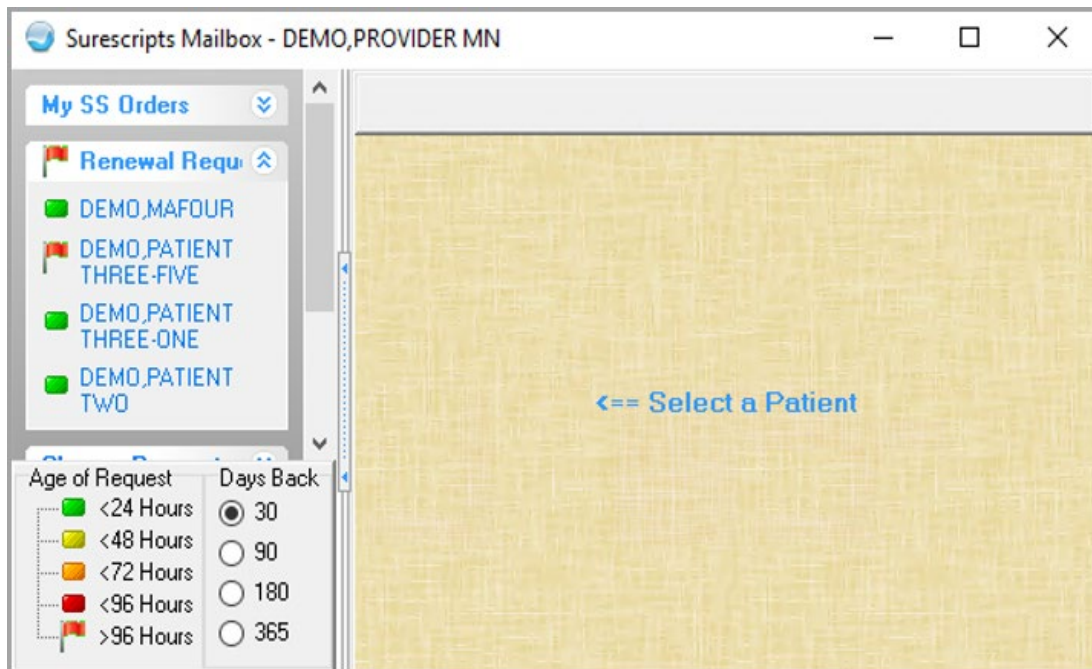 Surescripts Mailbox - DEMO,PROVIDER MN
My SS Orders
Renewal Requ
DEMO,MAFOUR
DEMO,PATIENT
THREE-FIVE
DEMO,PATIENT
THREE-ONE
DEMO,PATIENT
TWO
<== Select a Patient
Age of Request
<24 Hours
<48 Hours
<72 Hours
<96 Hours
>96 Hours
Days Back
30
90
180
365